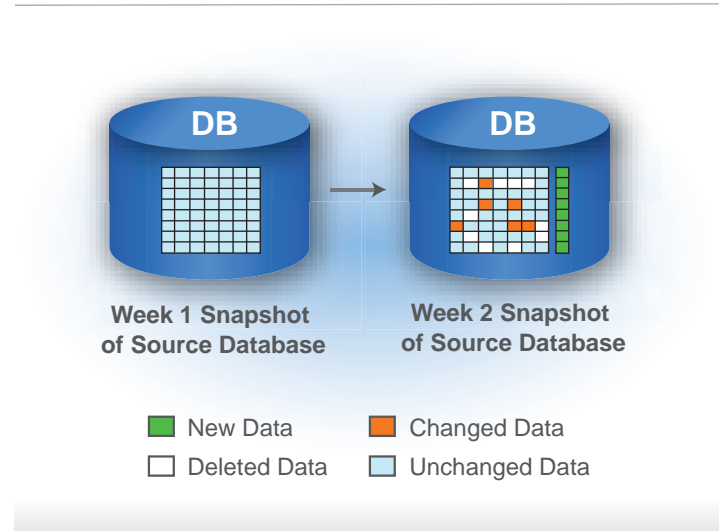 DB
DB
Week 1 Snapshot
of Source Database
Week 2 Snapshot
of Source Database
New Data
Changed Data
Deleted Data
Unchanged Data